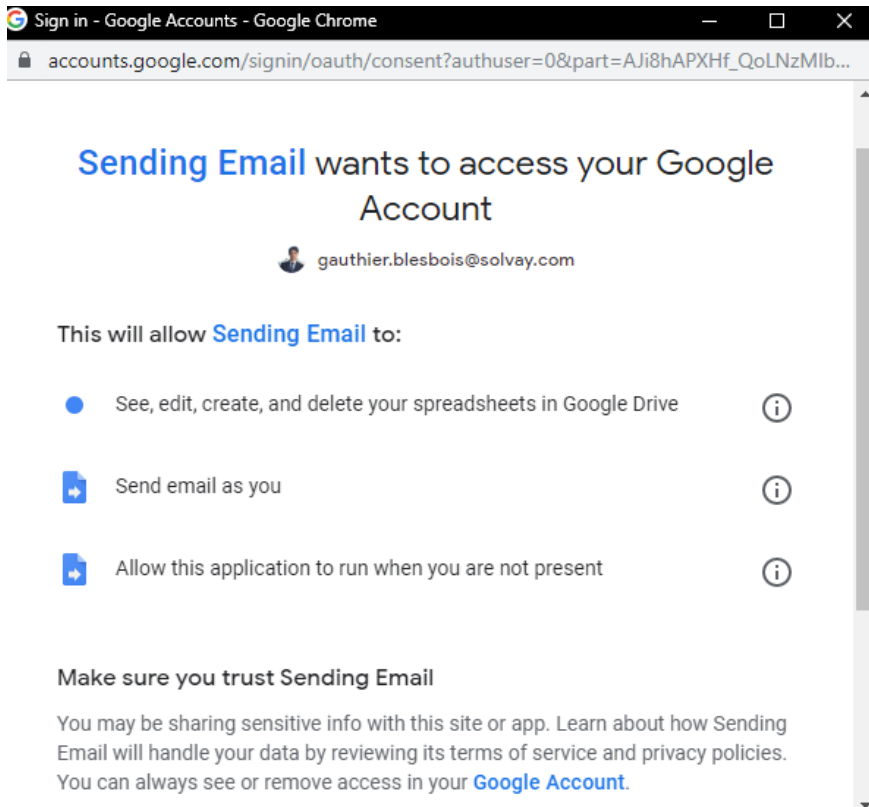 Sign in - Google Accounts - Google Chrome
accounts.google.com/signin/oauth/consent?authuser=0&part=AJi8hAPXHf_QoLNzMIb...
Sending Email wants to access your Google
Account
gauthier.blesbois@solvay.com
This will allow Sending Email to:
See, edit, create, and delete your spreadsheets in Google Drive
Send email as you
Allow this application to run when you are not present
Make sure you trust Sending Email
You may be sharing sensitive info with this site or app. Learn about how Sending
Email will handle your data by reviewing its terms of service and privacy policies.
You can always see or remove access in your Google Account.